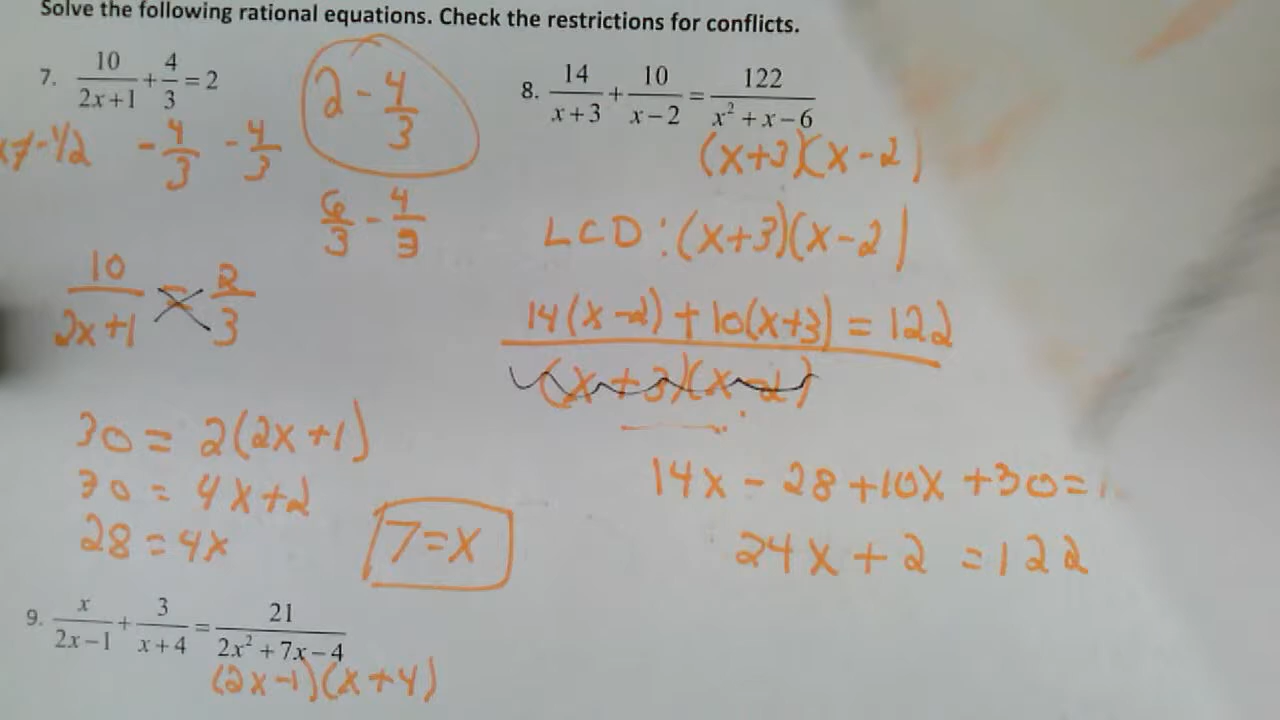 Solve the following rational equations. Check the restrictions for conflicts.
7. 10/(2x+1) + 4/3 = 2
x≠-1/2
- 4/3 - 4/3
2 - 4/3
6/3 - 4/3
10/(2x+1) = 2/3
30 = 2(2x+1)
30 = 4x+2
28 = 4x
7=x
8. 14/(x+3) + 10/(x-2) = 122/(x²+x-6)
(x+3)(x-2)
LCD: (x+3)(x-2)
14(x-2) + 10(x+3) = 122
(x+3)(x-2)
14x - 28 + 10x + 30 = 1
24x + 2 = 122
9. x/(2x-1) + 3/(x+4) = 21/(2x²+7x-4)
(2x-1)(x+4)